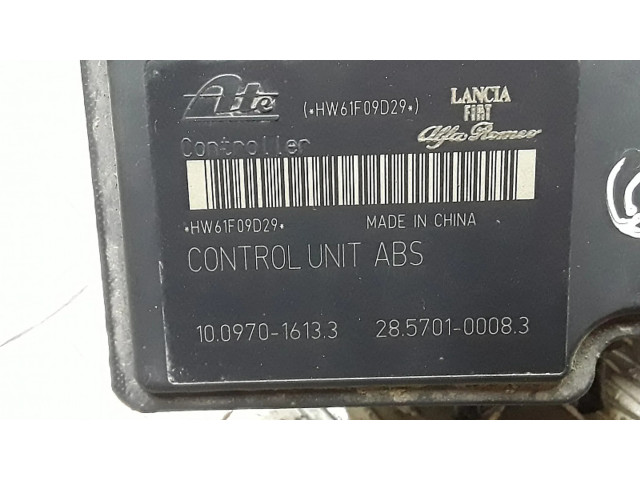 Ate (•HW61F09D29•) LANCIA
FIAT
Alfa Romeo
Controller
•HW61F09D29• MADE IN CHINA
CONTROL UNIT ABS
10.0970-1613.3 28.5701-0008.3